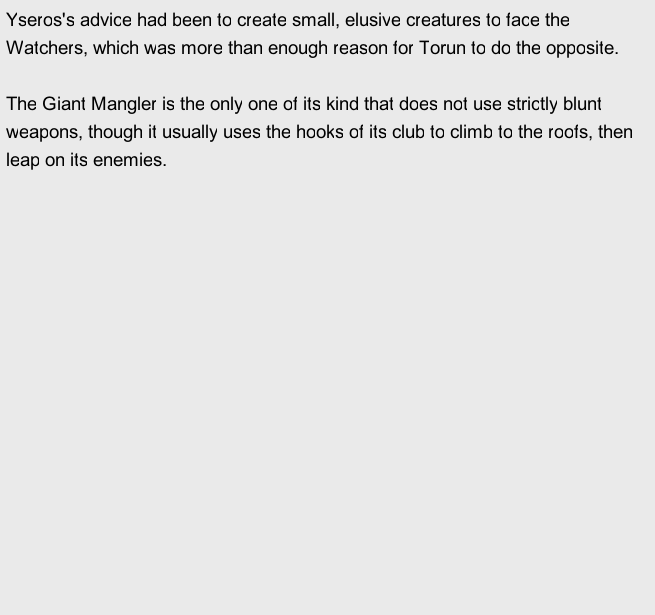 Yseros's advice had been to create small, elusive creatures to face the
Watchers, which was more than enough reason for Torun to do the opposite.
The Giant Mangler is the only one of its kind that does not use strictly blunt
weapons, though it usually uses the hooks of its club to climb to the roofs, then
leap on its enemies.